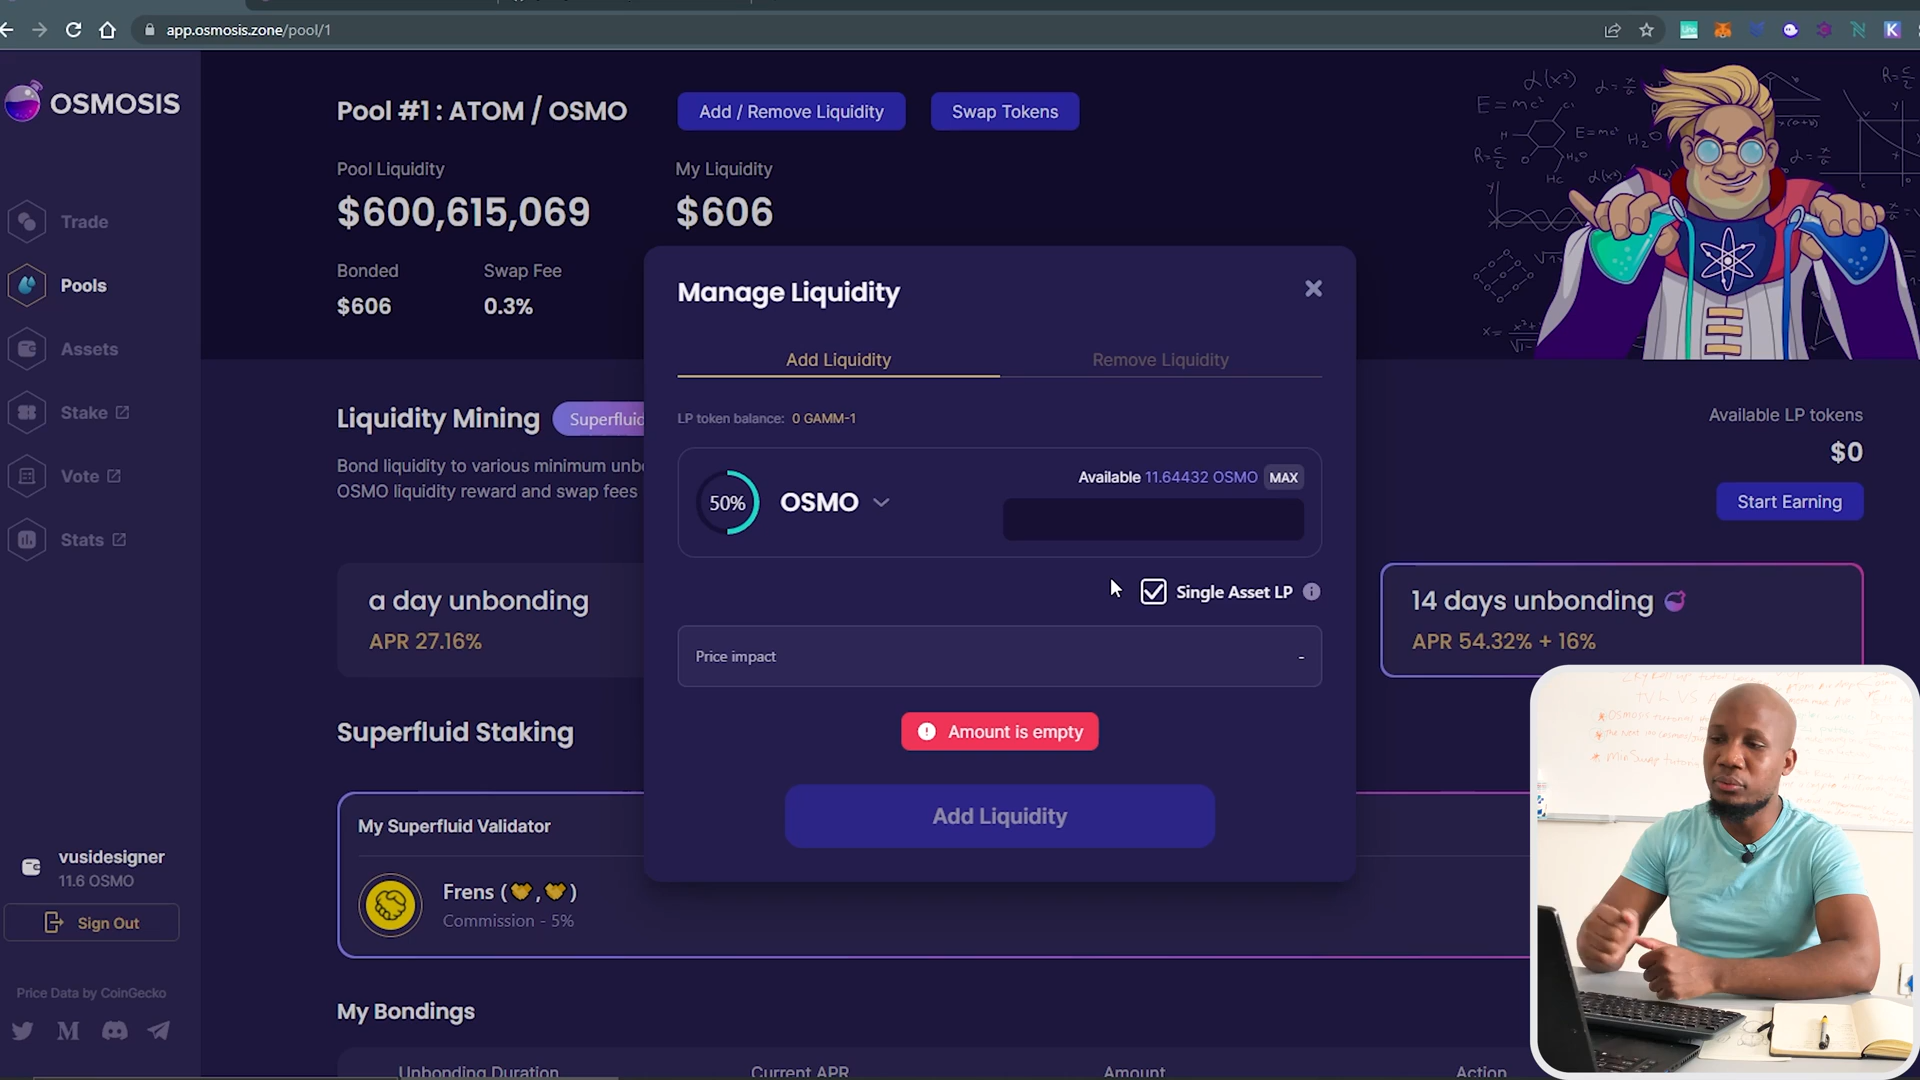 app.osmosis.zone/pool/1
OSMOSIS
Pool #1 : ATOM / OSMO
Add / Remove Liquidity
Swap Tokens
Pool Liquidity
My Liquidity
$600,615,069
$606
Bonded
Swap Fee
$606
0.3%
Trade
Pools
Assets
Stake
Vote
Stats
Manage Liquidity
Add Liquidity
Remove Liquidity
LP token balance: 0 GAMM-1
50%
OSMO
Available 11.64432 OSMO
MAX
Single Asset LP
Price impact
-
Amount is empty
Add Liquidity
Liquidity Mining
Superfluid
Bond liquidity to various minimum unb
OSMO liquidity reward and swap fees
Available LP tokens
$0
Start Earning
a day unbonding
APR 27.16%
14 days unbonding
APR 54.32% + 16%
Superfluid Staking
My Superfluid Validator
Frens ( , )
Commission - 5%
My Bondings
Unbonding Duration
Current APR
Amount
Action
vusidesigner
11.6 OSMO
Sign Out
Price Data by CoinGecko
E = mc²
H₂O
TVL VS